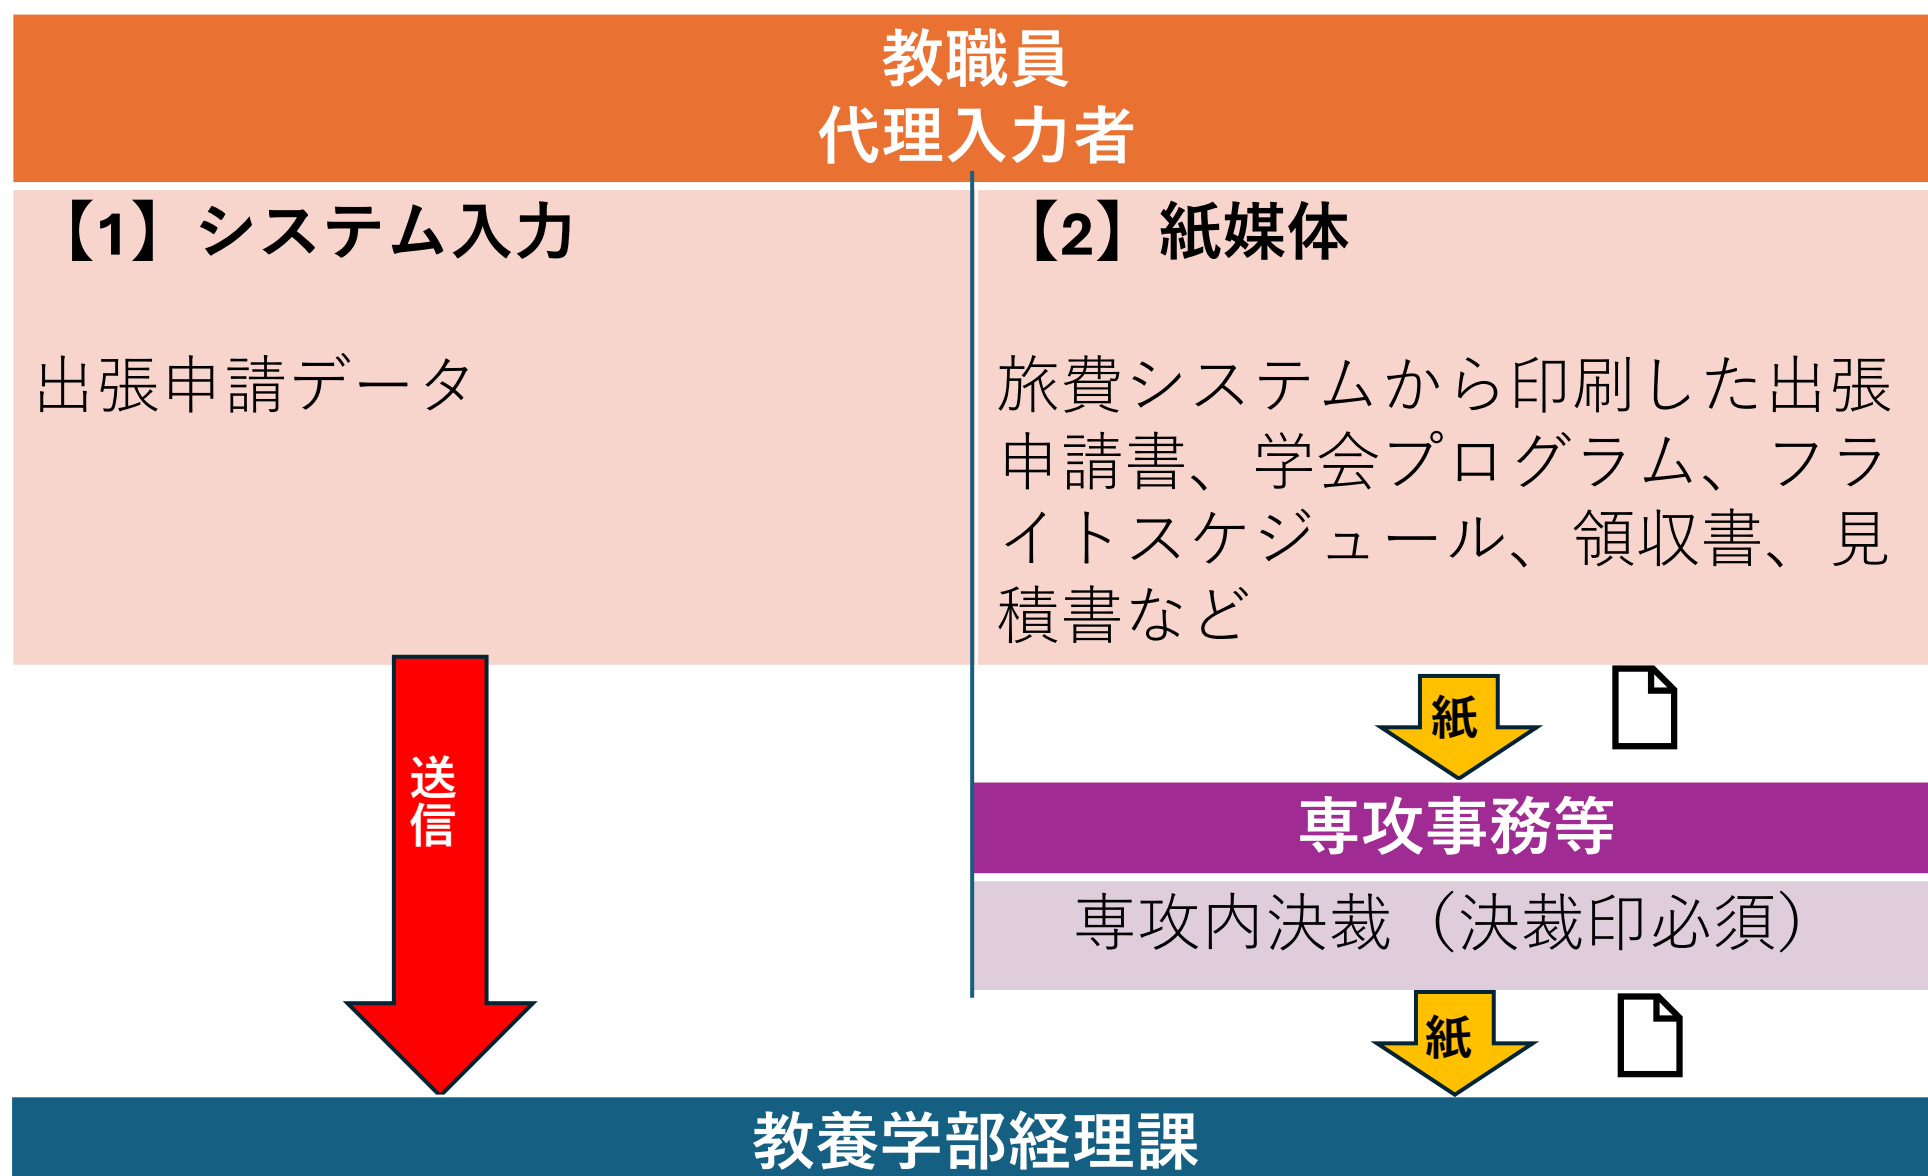 教職員
代理入力者
【1】システム入力
出張申請データ
【2】紙媒体
旅費システムから印刷した出張
申請書、学会プログラム、フラ
イトスケジュール、領収書、見
積書など
送信
紙
専攻事務等
専攻内決裁（決裁印必須）
紙
教養学部経理課